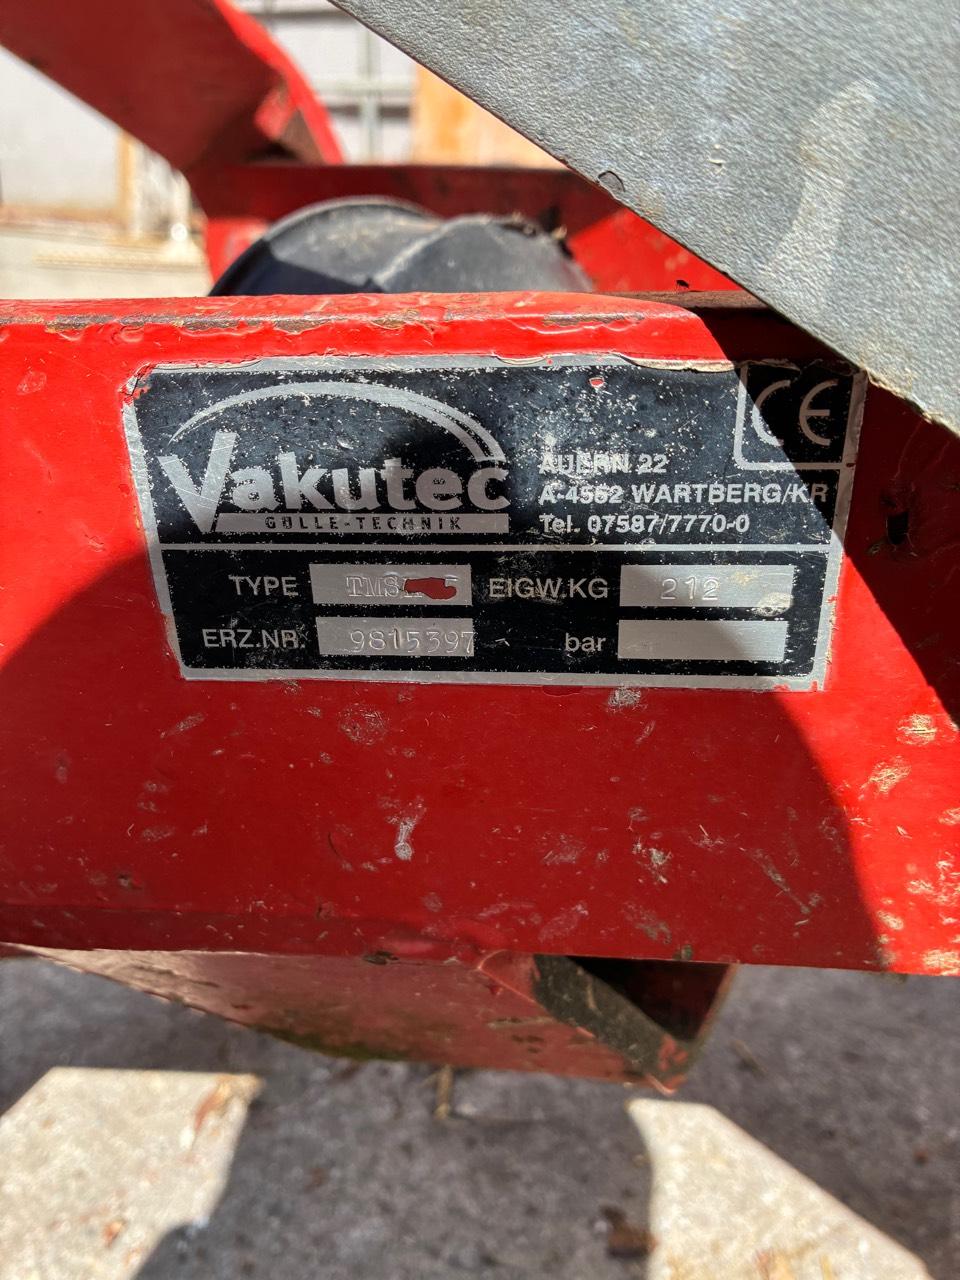 CE
Vakutec
GÜLLE-TECHNIK
AUERN 22
A-4552 WARTBERG/KR
Tel. 07587/7770-0
TYPE
EIGW.KG 212
ERZ.NR. 9815397
bar